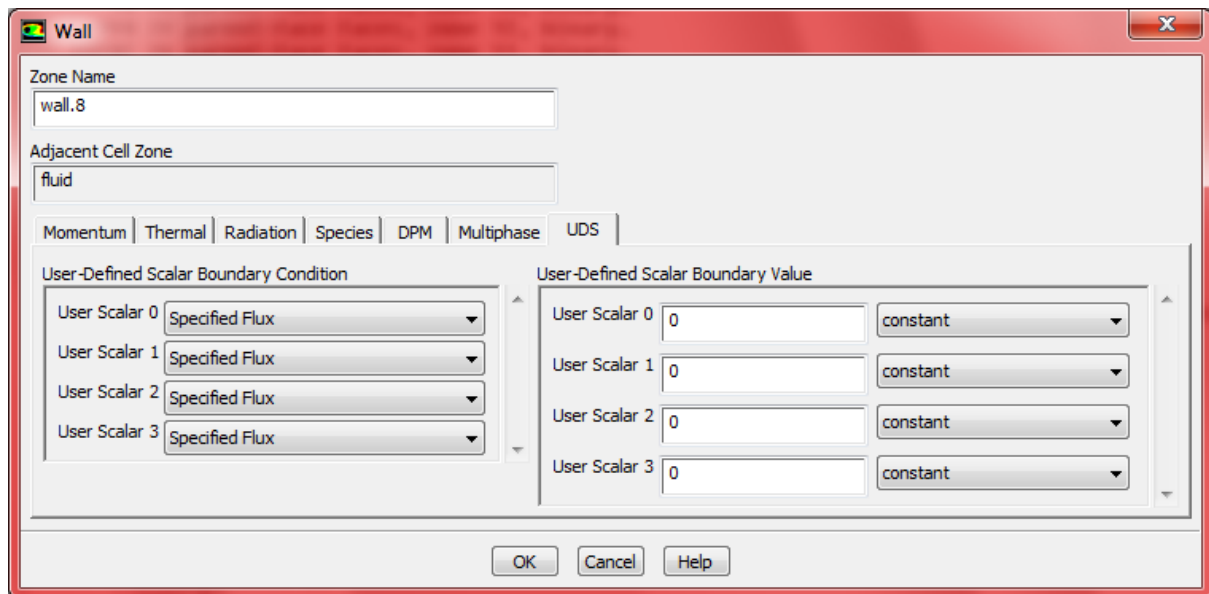 Wall
Zone Name
wall.8
Adjacent Cell Zone
fluid
Momentum Thermal Radiation Species DPM Multiphase UDS
User-Defined Scalar Boundary Condition
User Scalar 0 Specified Flux
User Scalar 1 Specified Flux
User Scalar 2 Specified Flux
User Scalar 3 Specified Flux
User-Defined Scalar Boundary Value
User Scalar 0 0 constant
User Scalar 1 0 constant
User Scalar 2 0 constant
User Scalar 3 0 constant
OK Cancel Help